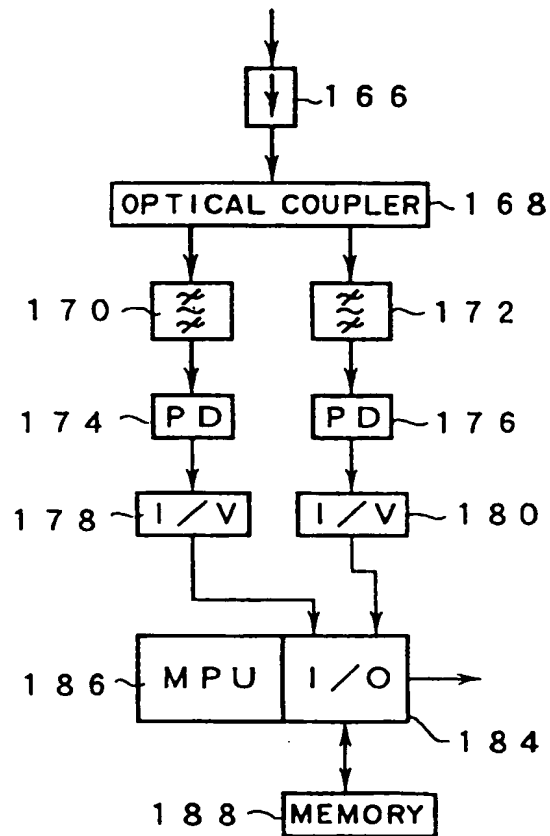 166
OPTICAL COUPLER 168
170 172
174 PD PD 176
178 I/V I/V 180
186 MPU I/O
184
188 MEMORY